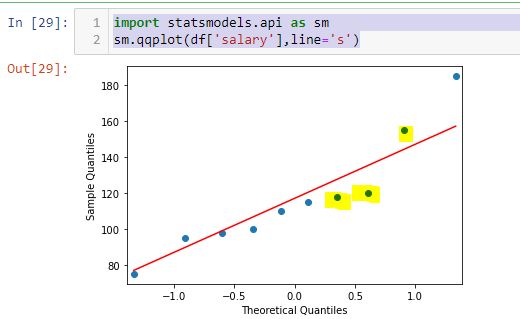 In [29]:
1 import statsmodels.api as sm
2 sm.qqplot(df['salary'],line='s')
Out[29]:
180
160
140
120
100
80
Sample Quantiles
−1.0 −0.5 0.0 0.5 1.0
Theoretical Quantiles